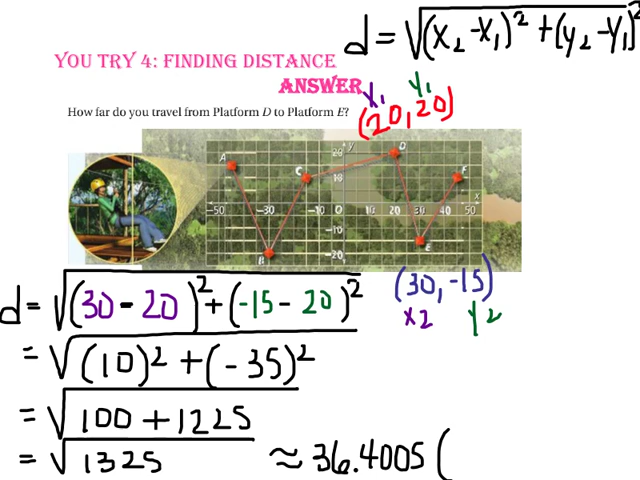 d = √(x₂ - x₁)² + (y₂ - y₁)²
YOU TRY 4: FINDING DISTANCE
ANSWER
x₁ y₁
How far do you travel from Platform D to Platform E?
(20, 20)
A B C D E F
y 20 10
-50 -30 -10 O 10 20 30 40 50 x
-10
-20
(30, -15)
x2 y2
d = √(30 - 20)² + (-15 - 20)²
= √(10)² + (-35)²
= √100 + 1225
= √1325 ≈ 36.4005 (